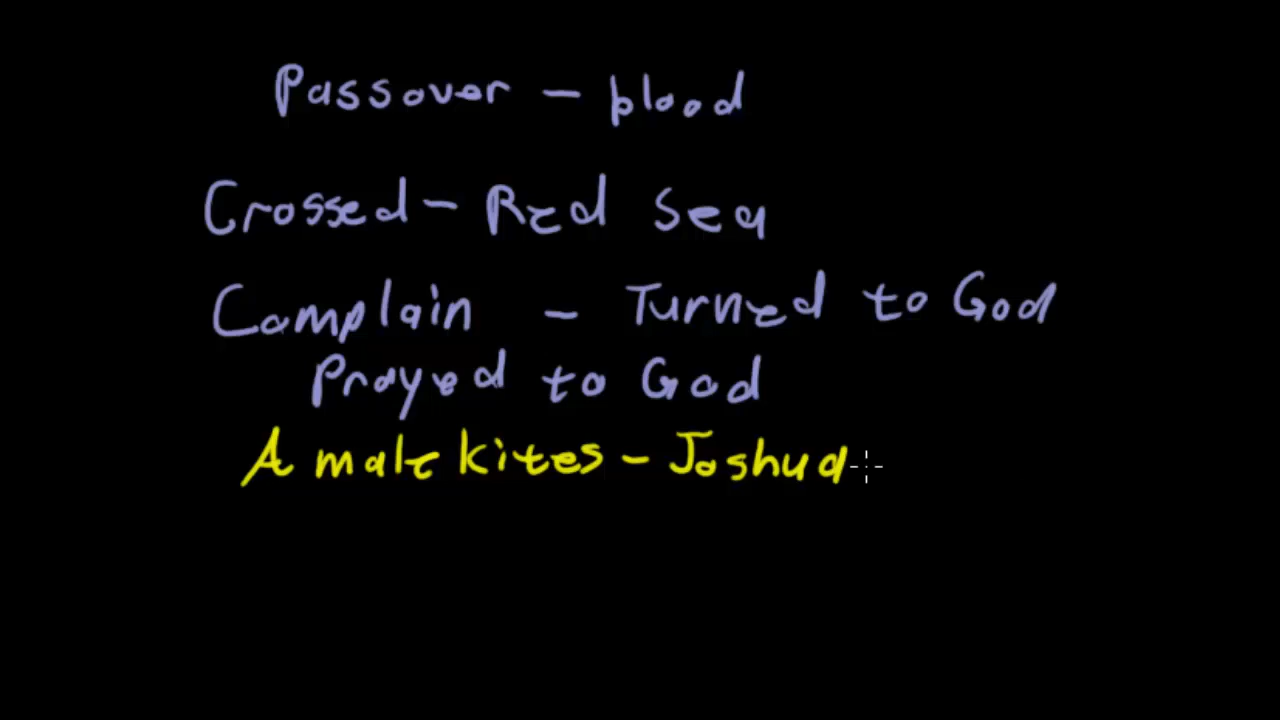 Passover - blood
Crossed - Red Sea
Complain - Turned to God
Prayed to God
Amalekites - Joshua